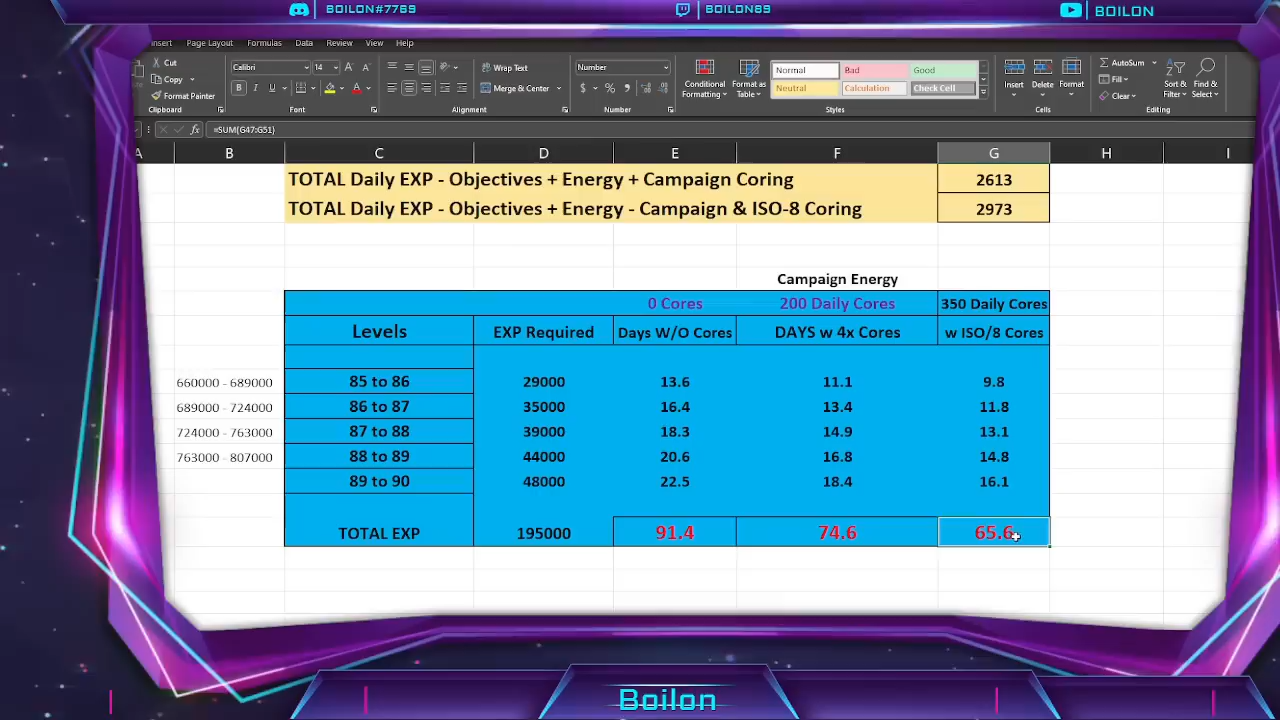 BOILON#7769
BOILON89
BOILON
Insert Page Layout Formulas Data Review View Help
Cut
Copy
Format Painter
Clipboard
Calibri
14
B I U
Font
Wrap Text
Merge & Center
Alignment
Number
$ % ,
Number
Conditional Formatting
Format as Table
Normal Bad Good
Neutral Calculation Check Cell
Styles
Insert Delete Format
Cells
AutoSum
Fill
Clear
Sort & Filter
Find & Select
Editing
fx =SUM(G47:G51)
A B C D E F G H I
TOTAL Daily EXP - Objectives + Energy + Campaign Coring 2613
TOTAL Daily EXP - Objectives + Energy - Campaign & ISO-8 Coring 2973
Campaign Energy
0 Cores 200 Daily Cores 350 Daily Cores
Levels EXP Required Days W/O Cores DAYS w 4x Cores w ISO/8 Cores
660000 - 689000 85 to 86 29000 13.6 11.1 9.8
689000 - 724000 86 to 87 35000 16.4 13.4 11.8
724000 - 763000 87 to 88 39000 18.3 14.9 13.1
763000 - 807000 88 to 89 44000 20.6 16.8 14.8
89 to 90 48000 22.5 18.4 16.1
TOTAL EXP 195000 91.4 74.6 65.6
Boilon